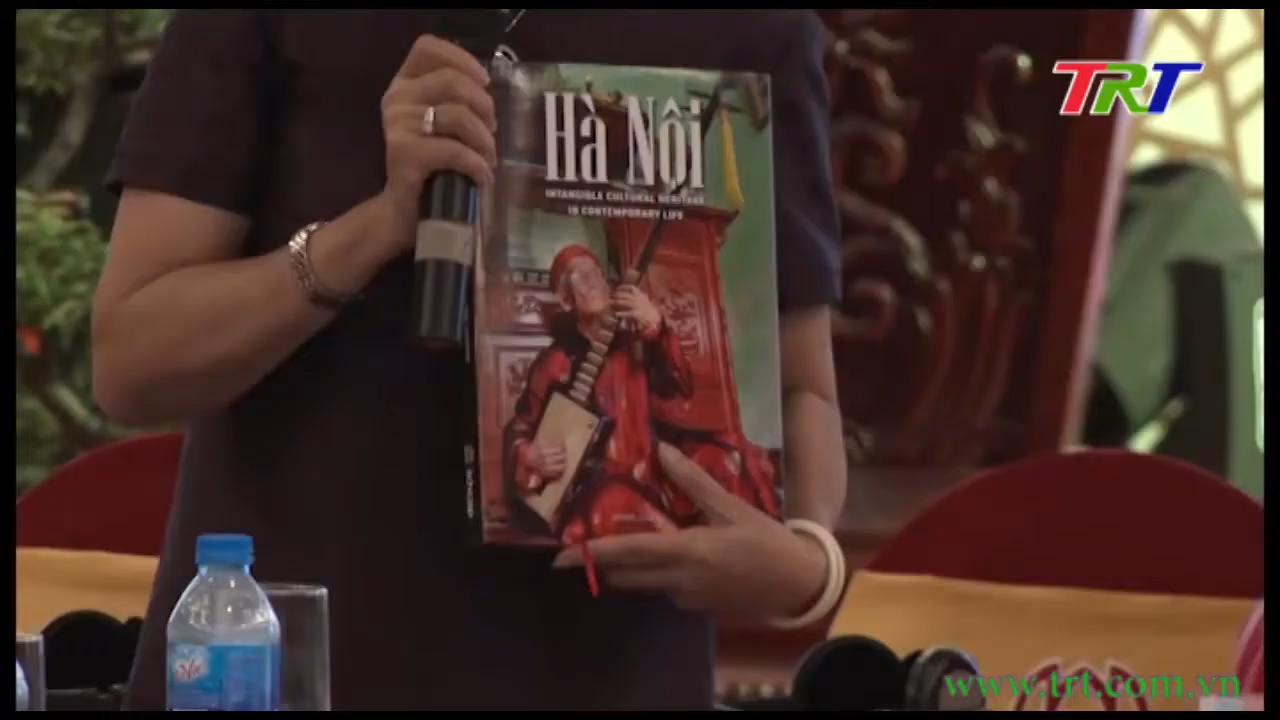 TRT
Hà Nội
INTANGIBLE CULTURAL HERITAGE
IN CONTEMPORARY LIFE
www.trt.com.vn